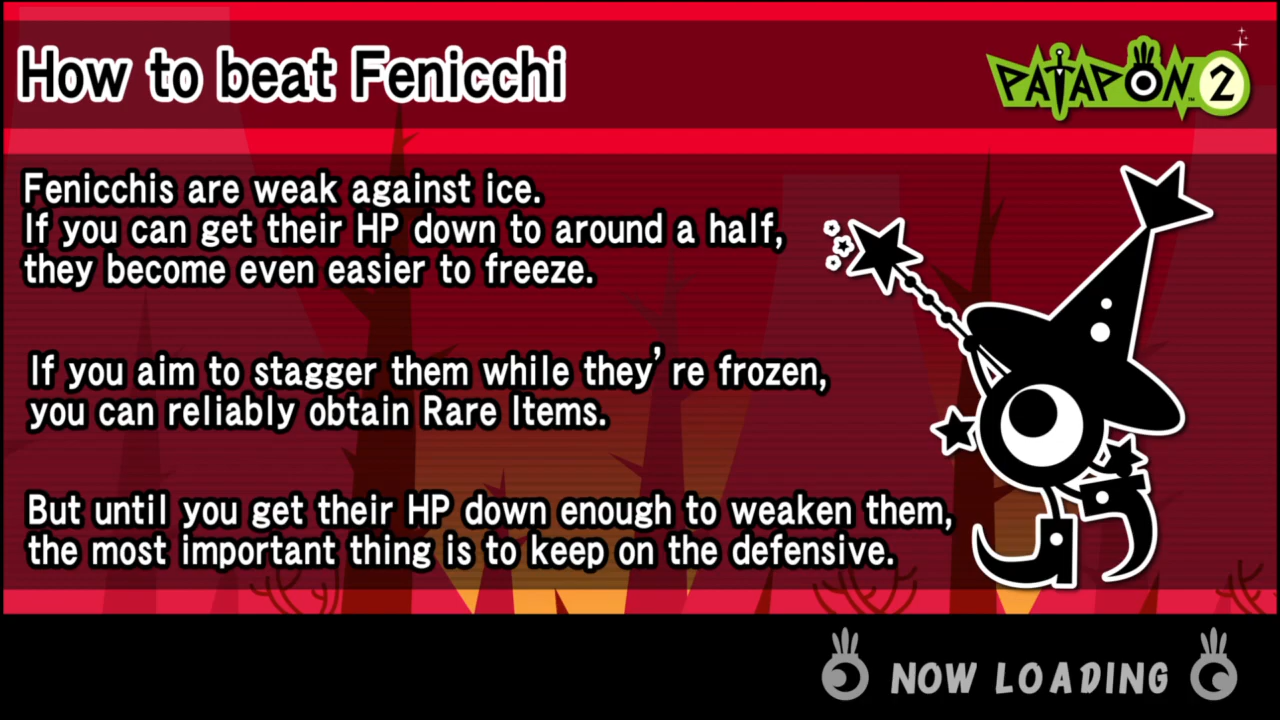 How to beat Fenicchi
PATAPON 2
Fenicchis are weak against ice.
If you can get their HP down to around a half,
they become even easier to freeze.
If you aim to stagger them while they're frozen,
you can reliably obtain Rare Items.
But until you get their HP down enough to weaken them,
the most important thing is to keep on the defensive.
NOW LOADING